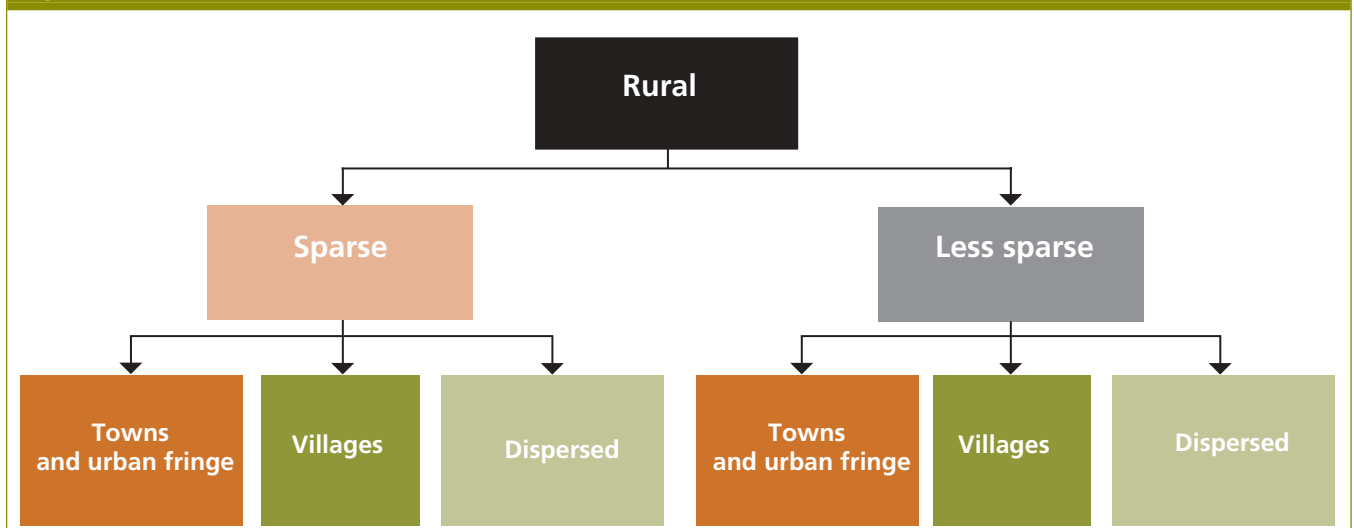 Rural
Sparse
Less sparse
Towns
and urban fringe
Villages
Dispersed
Towns
and urban fringe
Villages
Dispersed